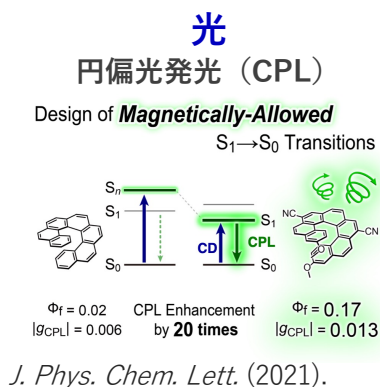 光
円偏光発光（CPL）
Design of Magnetically-Allowed
S₁→S₀ Transitions
Sₙ
S₁
S₀
CD
CPL
S₁
S₀
NC
CN
O
O
Φf = 0.02
|gCPL| = 0.006
CPL Enhancement
by 20 times
Φf = 0.17
|gCPL| = 0.013
J. Phys. Chem. Lett. (2021).